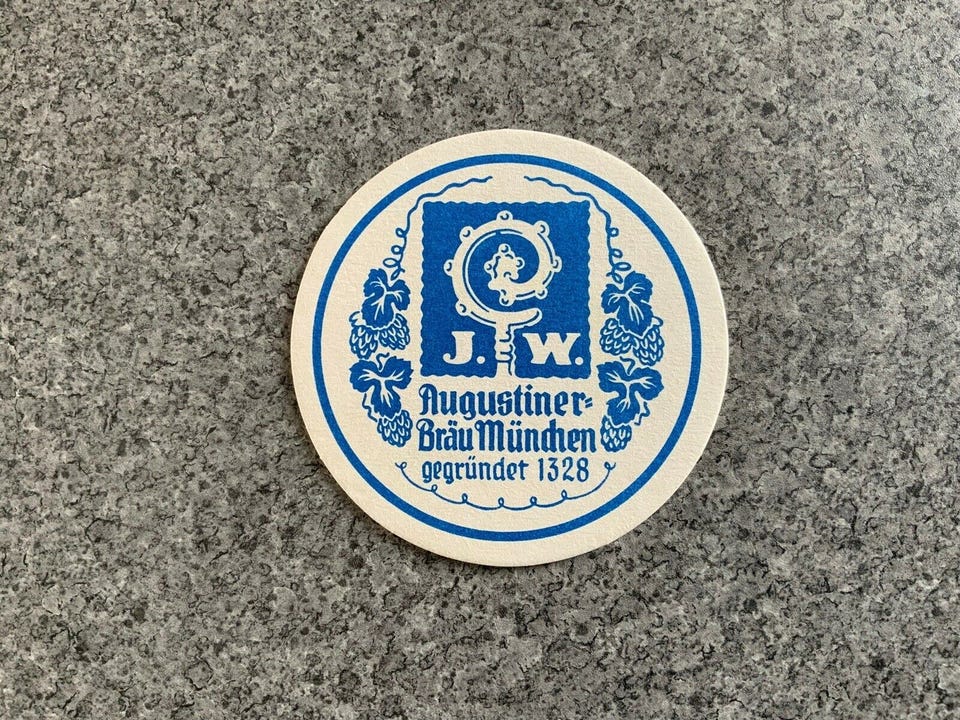 J. W.
Augustiner-
Bräu München
gegründet 1328